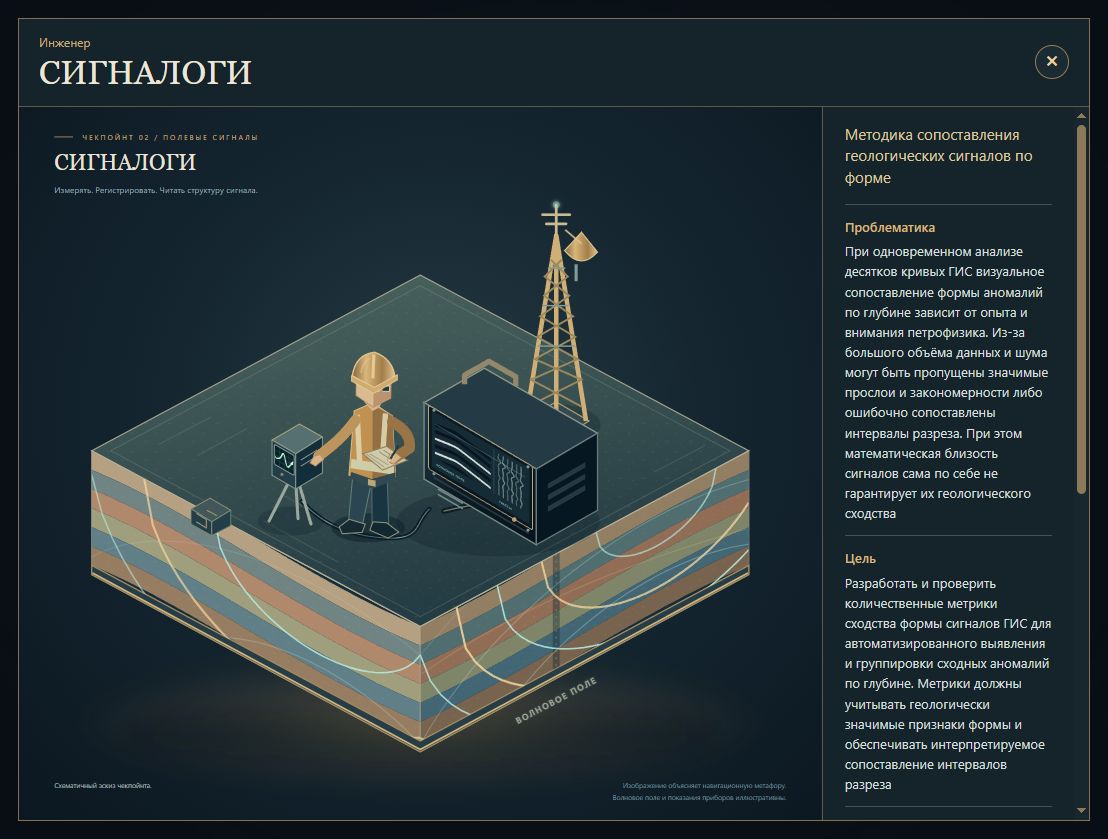 Инженер
СИГНАЛОГИ
✕
ЧЕКПОЙНТ 02 / ПОЛЕВЫЕ СИГНАЛЫ
СИГНАЛОГИ
Измерять. Регистрировать. Читать структуру сигнала.
ВОЛНОВОЕ ПОЛЕ
Схематичный эскиз чекпойнта.
Изображение объясняет навигационную метафору.
Волновое поле и показания приборов иллюстративны.
Методика сопоставления
геологических сигналов по
форме
Проблематика
При одновременном анализе
десятков кривых ГИС визуальное
сопоставление формы аномалий
по глубине зависит от опыта и
внимания петрофизика. Из-за
большого объёма данных и шума
могут быть пропущены значимые
прослои и закономерности либо
ошибочно сопоставлены
интервалы разреза. При этом
математическая близость
сигналов сама по себе не
гарантирует их геологического
сходства
Цель
Разработать и проверить
количественные метрики
сходства формы сигналов ГИС для
автоматизированного выявления
и группировки сходных аномалий
по глубине. Метрики должны
учитывать геологически
значимые признаки формы и
обеспечивать интерпретируемое
сопоставление интервалов
разреза